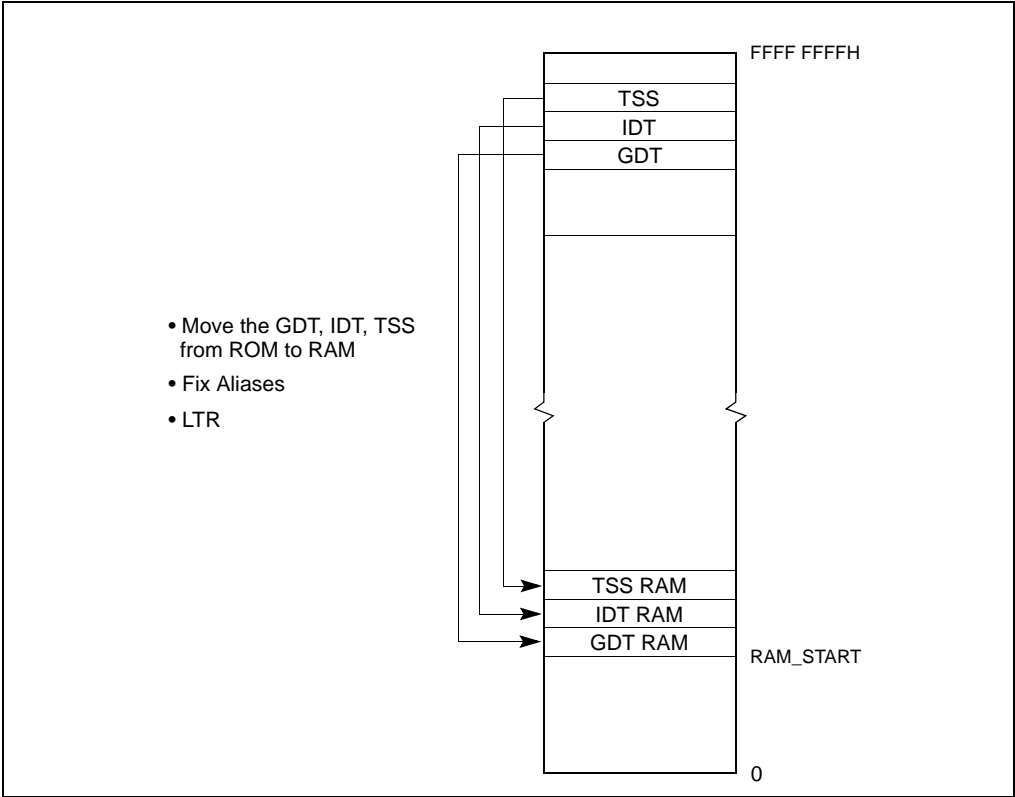 FFFF FFFFH
TSS
IDT
GDT
• Move the GDT, IDT, TSS
from ROM to RAM
• Fix Aliases
• LTR
TSS RAM
IDT RAM
GDT RAM
RAM_START
0